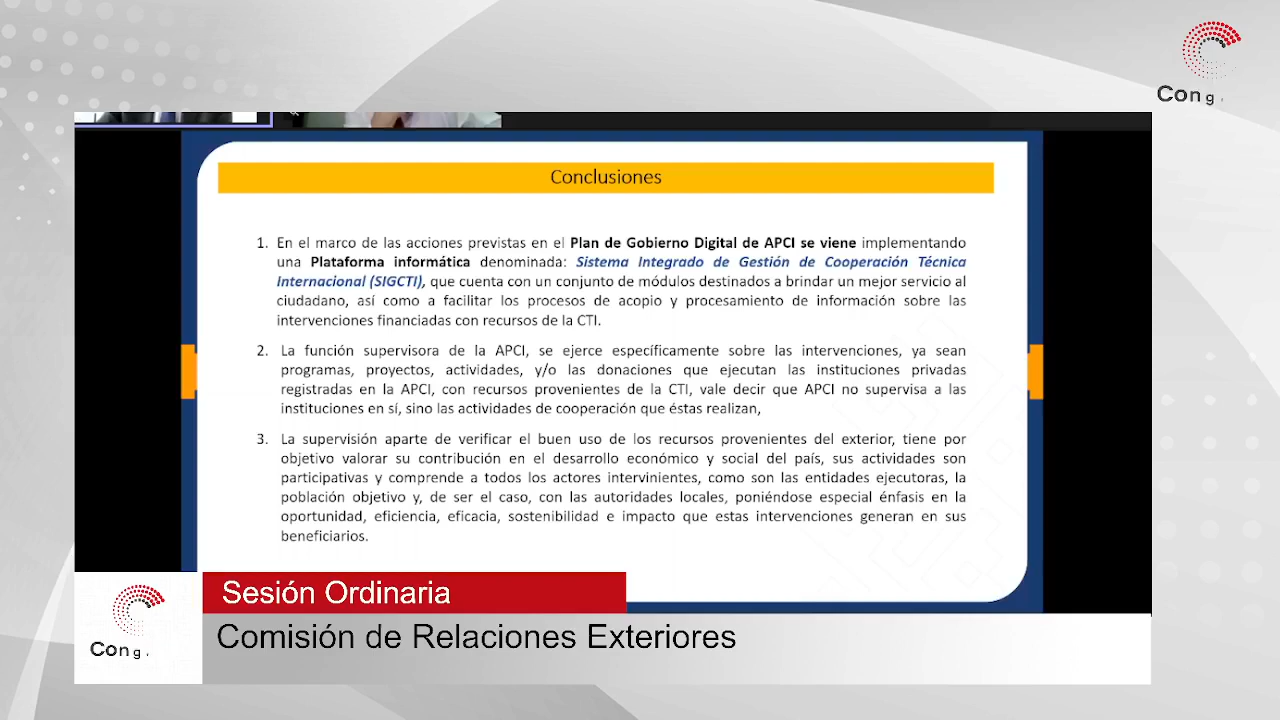 Cong
Conclusiones
1. En el marco de las acciones previstas en el Plan de Gobierno Digital de APCI se viene implementando
una Plataforma informática denominada: Sistema Integrado de Gestión de Cooperación Técnica
Internacional (SIGCTI), que cuenta con un conjunto de módulos destinados a brindar un mejor servicio al
ciudadano, así como a facilitar los procesos de acopio y procesamiento de información sobre las
intervenciones financiadas con recursos de la CTI.
2. La función supervisora de la APCI, se ejerce específicamente sobre las intervenciones, ya sean
programas, proyectos, actividades, y/o las donaciones que ejecutan las instituciones privadas
registradas en la APCI, con recursos provenientes de la CTI, vale decir que APCI no supervisa a las
instituciones en sí, sino las actividades de cooperación que éstas realizan,
3. La supervisión aparte de verificar el buen uso de los recursos provenientes del exterior, tiene por
objetivo valorar su contribución en el desarrollo económico y social del país, sus actividades son
participativas y comprende a todos los actores intervinientes, como son las entidades ejecutoras, la
población objetivo y, de ser el caso, con las autoridades locales, poniéndose especial énfasis en la
oportunidad, eficiencia, eficacia, sostenibilidad e impacto que estas intervenciones generan en sus
beneficiarios.
Sesión Ordinaria
Cong
Comisión de Relaciones Exteriores